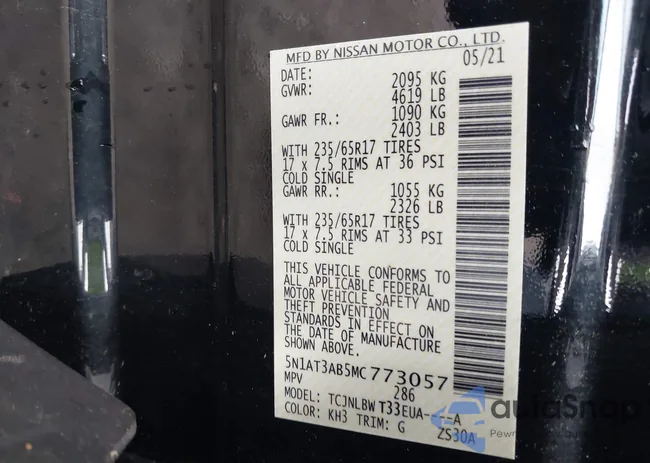 MFD BY NISSAN MOTOR CO., LTD.
DATE: 05/21
GVWR: 2095 KG
4619 LB
GAWR FR.: 1090 KG
2403 LB
WITH 235/65R17 TIRES
17 x 7.5 RIMS AT 36 PSI
COLD SINGLE
GAWR RR.: 1055 KG
2326 LB
WITH 235/65R17 TIRES
17 x 7.5 RIMS AT 33 PSI
COLD SINGLE
THIS VEHICLE CONFORMS TO
ALL APPLICABLE FEDERAL
MOTOR VEHICLE SAFETY AND
THEFT PREVENTION
STANDARDS IN EFFECT ON
THE DATE OF MANUFACTURE
SHOWN ABOVE.
5N1AT3AB5MC773057
MPV 286
MODEL: TCJNLBW T33EUA----A
COLOR: KH3 TRIM: G ZS30A